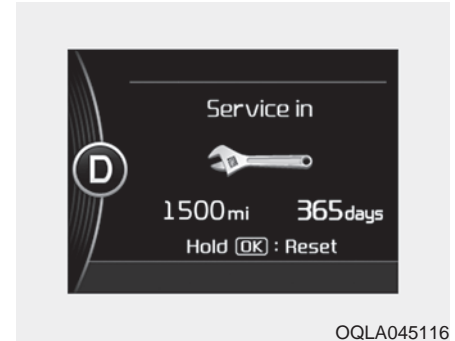 Service in
D
1500mi 365days
Hold OK : Reset
OQLA045116